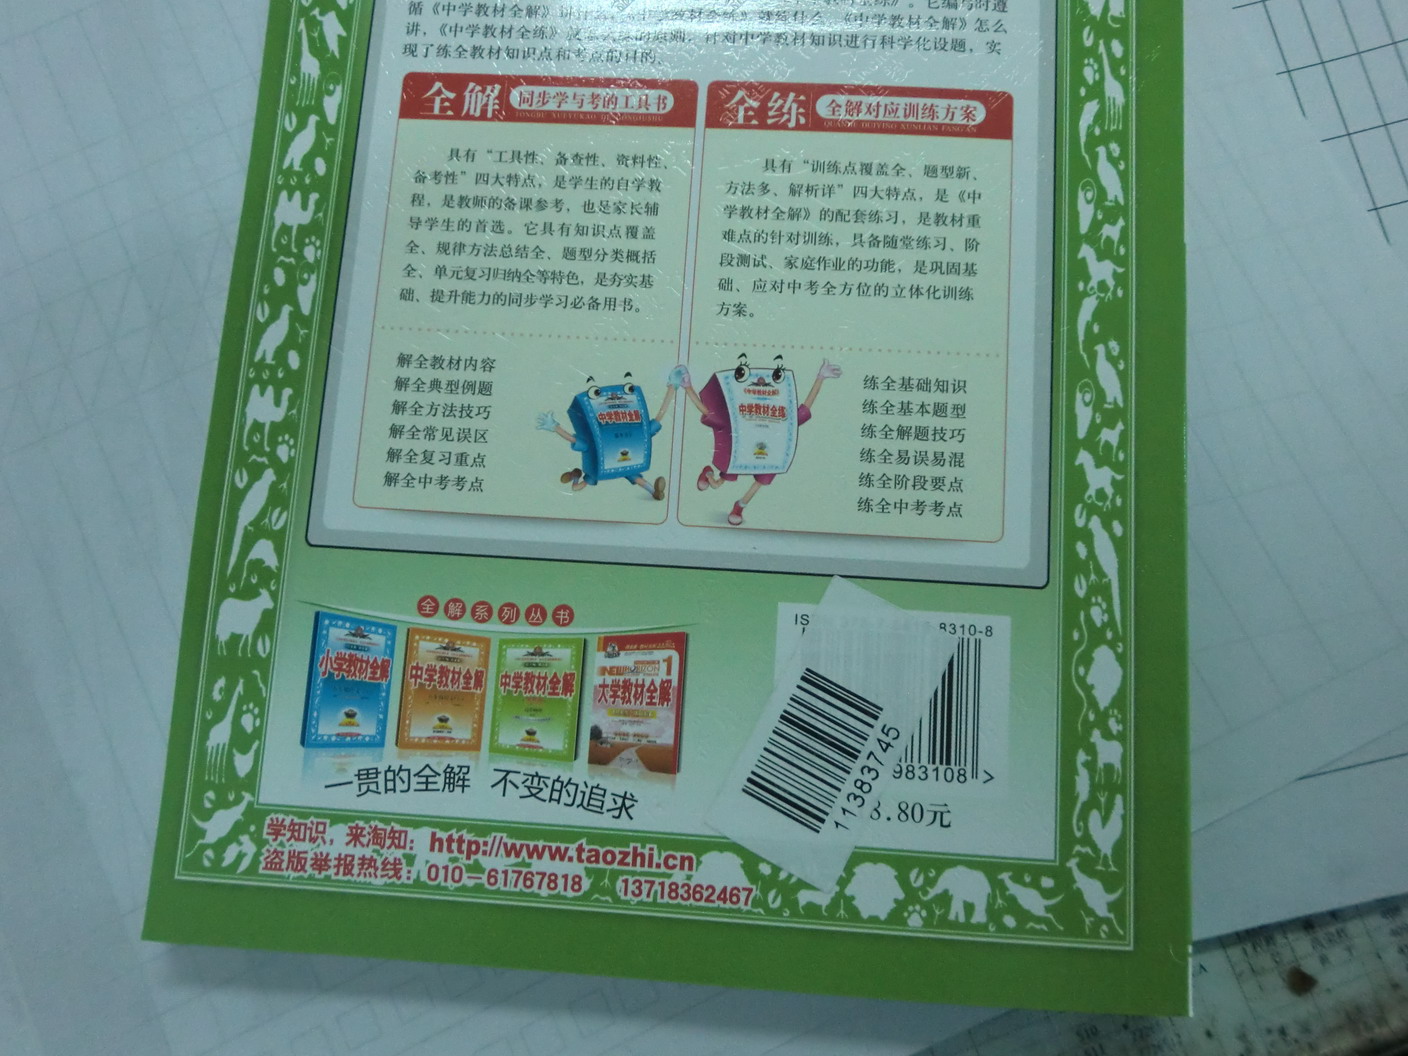 循《中学教材全解》
《中学教材全解》怎么
讲,《中学教材全练》 针对中学教材知识进行科学化设题,实
现了练全教材知识点和考点的目的。
全解 同步学与考的工具书
TONGBU XUEYUKAO DE GONGJUSHU
具有“工具性、备查性、资料性、
备考性”四大特点,是学生的自学教
程,是教师的备课参考,也是家长辅
导学生的首选。它具有知识点覆盖
全、规律方法总结全、题型分类概括
全、单元复习归纳全等特色,是夯实基
础、提升能力的同步学习必备用书。
解全教材内容
解全典型例题
解全方法技巧
解全常见误区
解全复习重点
解全中考考点
中学教材全解
全练 全解对应训练方案
QUANJIE DUIYING XUNLIAN FANG'AN
具有“训练点覆盖全、题型新、
方法多、解析详”四大特点,是《中
学教材全解》的配套练习,是教材重
难点的针对训练,具备随堂练习、阶
段测试、家庭作业的功能,是巩固基
础、应对中考全方位的立体化训练
方案。
中学教材全练
练全基础知识
练全基本题型
练全解题技巧
练全易误易混
练全阶段要点
练全中考考点
全解系列丛书
小学教材全解
中学教材全解
中学教材全解
大学教材全解
一贯的全解 不变的追求
IS
8310-8
11383745
983108 >
8.80元
学知识,来淘知:http://www.taozhi.cn
盗版举报热线:010-61767818 13718362467